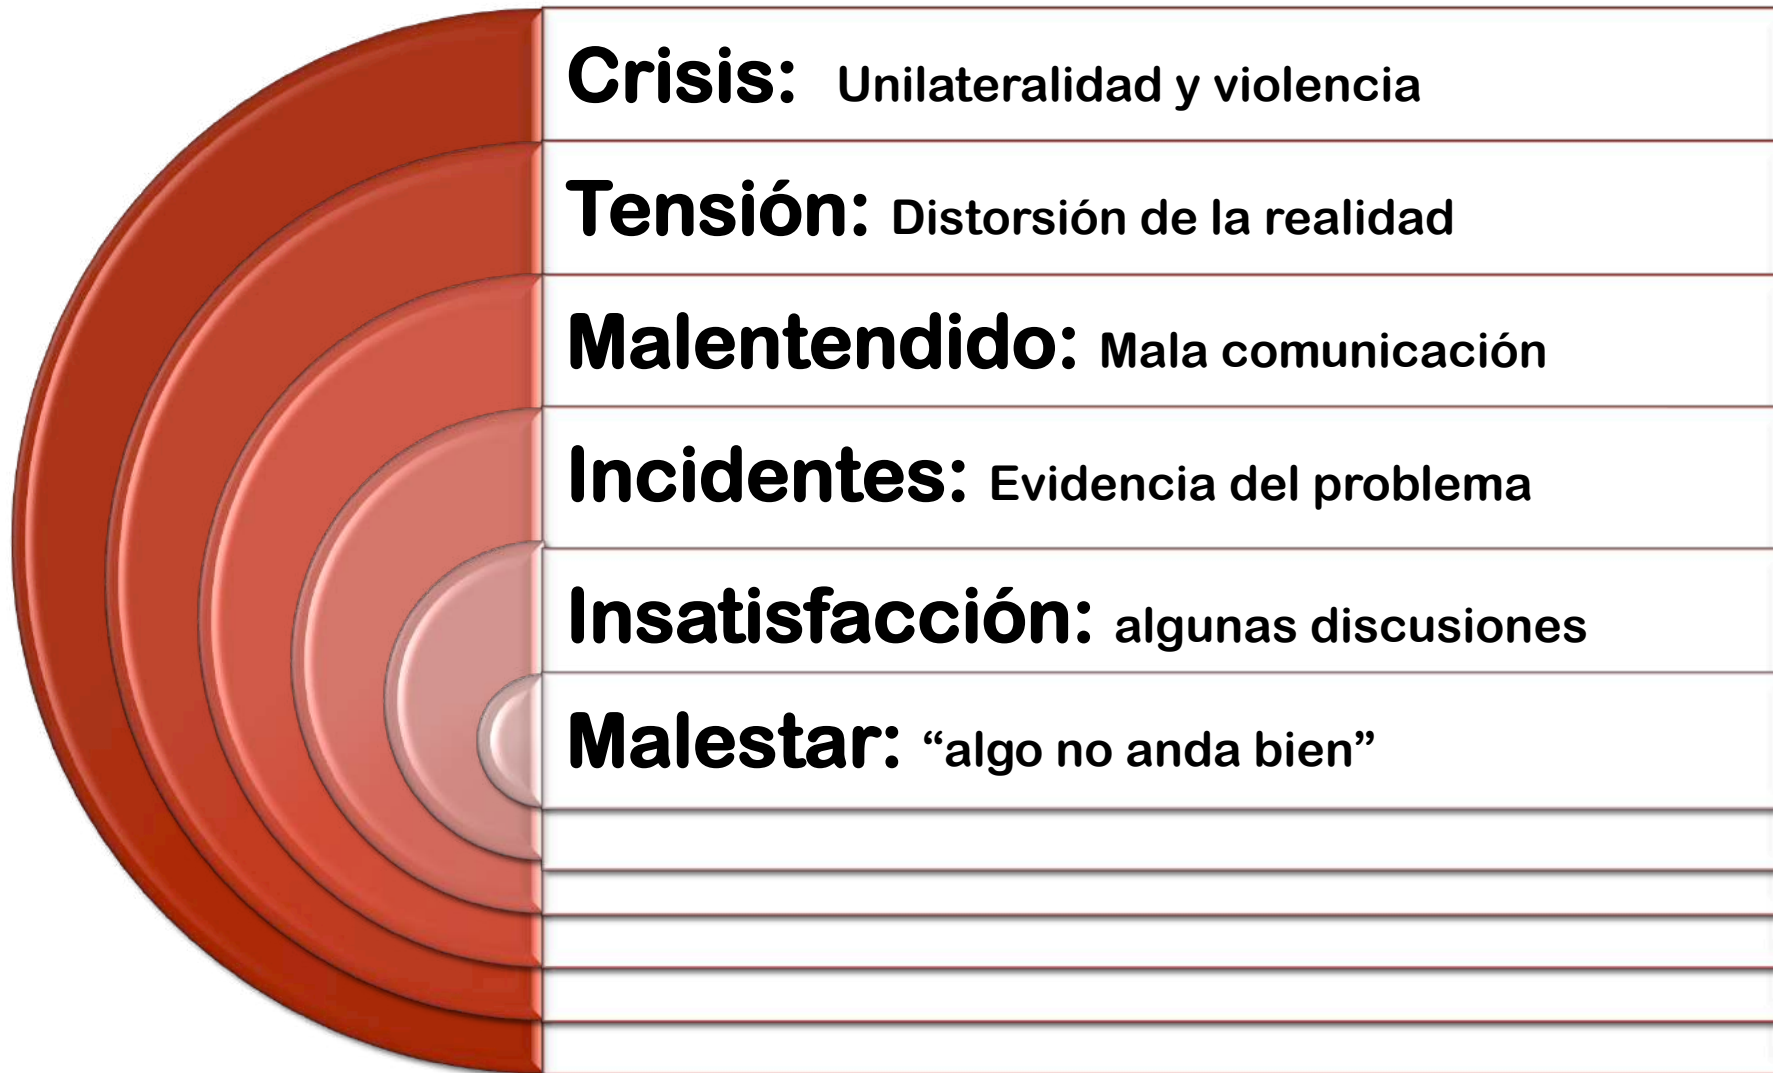 Crisis: Unilateralidad y violencia
Tensión: Distorsión de la realidad
Malentendido: Mala comunicación
Incidentes: Evidencia del problema
Insatisfacción: algunas discusiones
Malestar: “algo no anda bien”